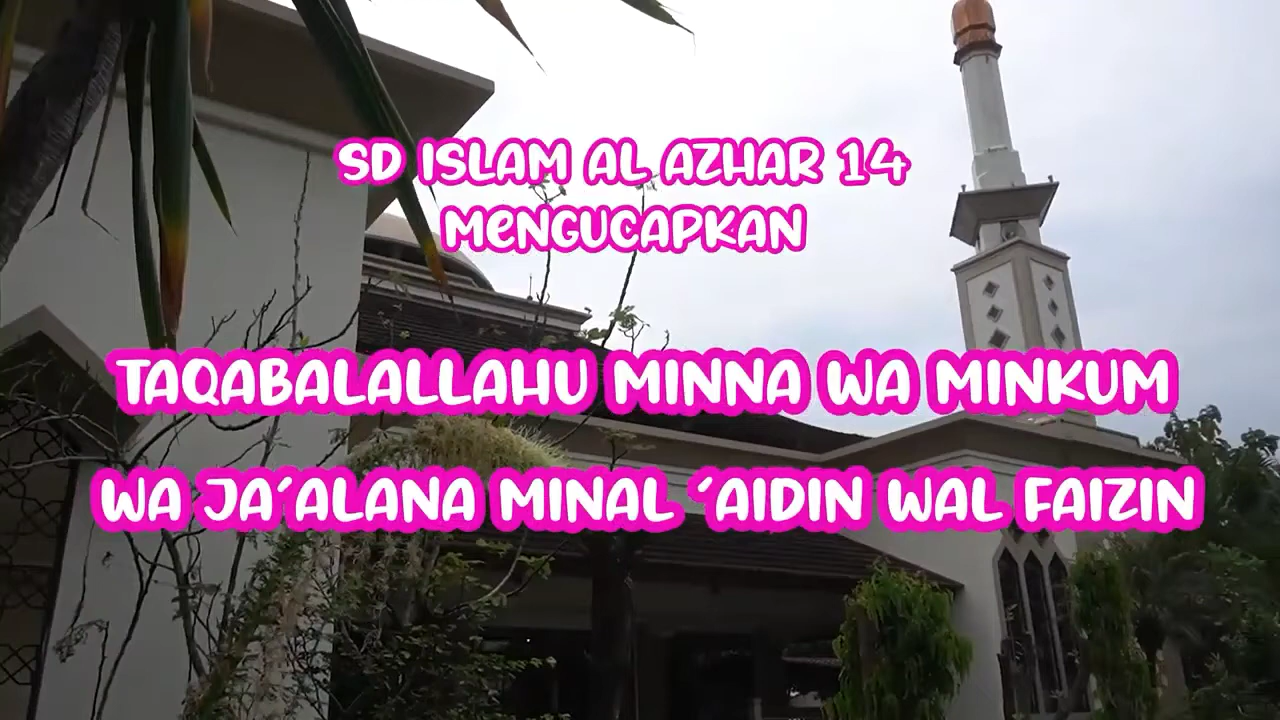 SD ISLAM AL AZHAR 14
MENGUCAPKAN
TAQABALALLAHU MINNA WA MINKUM
WA JA'ALANA MINAL 'AIDIN WAL FAIZIN